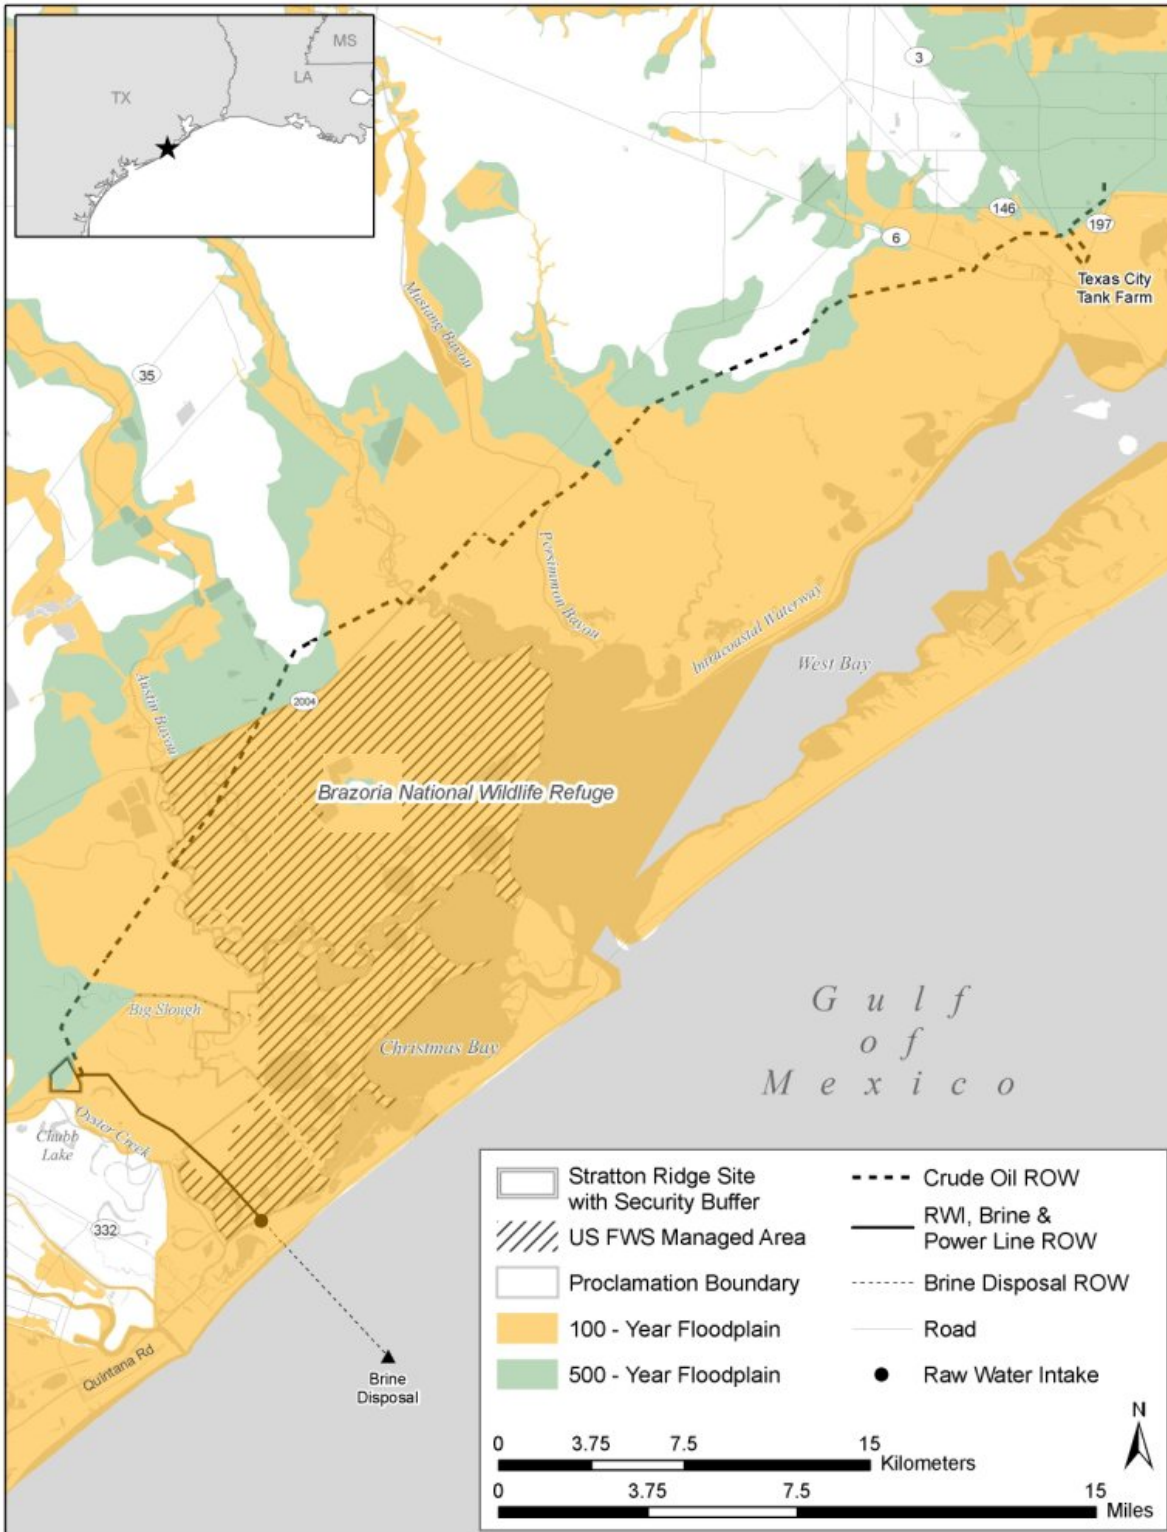 MS
LA
TX
3
146
197
6
Texas City
Tank Farm
Mustang Bayou
35
Persimmon Bayou
Intracoastal Waterway
West Bay
Austin Bayou
2004
Brazoria National Wildlife Refuge
Big Slough
Christmas Bay
Gulf
of
Mexico
Oyster Creek
Chubb
Lake
332
Quintana Rd
Brine
Disposal
Stratton Ridge Site
with Security Buffer
US FWS Managed Area
Proclamation Boundary
100 - Year Floodplain
500 - Year Floodplain
Crude Oil ROW
RWI, Brine &
Power Line ROW
Brine Disposal ROW
Road
Raw Water Intake
N
0 3.75 7.5 15
Kilometers
0 3.75 7.5 15
Miles